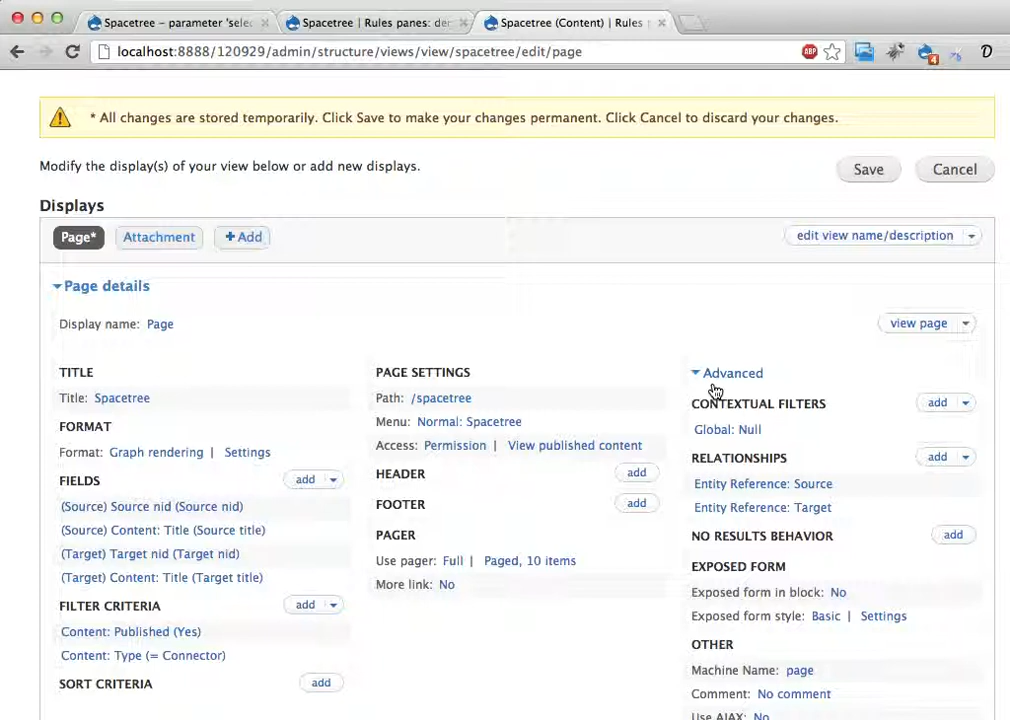 Spacetree – parameter 'selec
Spacetree | Rules panes: der
Spacetree (Content) | Rules
localhost:8888/120929/admin/structure/views/view/spacetree/edit/page
ABP
4
D
* All changes are stored temporarily. Click Save to make your changes permanent. Click Cancel to discard your changes.
Modify the display(s) of your view below or add new displays.
Save
Cancel
Displays
Page*
Attachment
+ Add
edit view name/description
Page details
Display name: Page
view page
TITLE
Title: Spacetree
FORMAT
Format: Graph rendering | Settings
FIELDS
add
(Source) Source nid (Source nid)
(Source) Content: Title (Source title)
(Target) Target nid (Target nid)
(Target) Content: Title (Target title)
FILTER CRITERIA
add
Content: Published (Yes)
Content: Type (= Connector)
SORT CRITERIA
add
PAGE SETTINGS
Path: /spacetree
Menu: Normal: Spacetree
Access: Permission | View published content
HEADER
add
FOOTER
add
PAGER
Use pager: Full | Paged, 10 items
More link: No
Advanced
CONTEXTUAL FILTERS
add
Global: Null
RELATIONSHIPS
add
Entity Reference: Source
Entity Reference: Target
NO RESULTS BEHAVIOR
add
EXPOSED FORM
Exposed form in block: No
Exposed form style: Basic | Settings
OTHER
Machine Name: page
Comment: No comment
Use AJAX: No